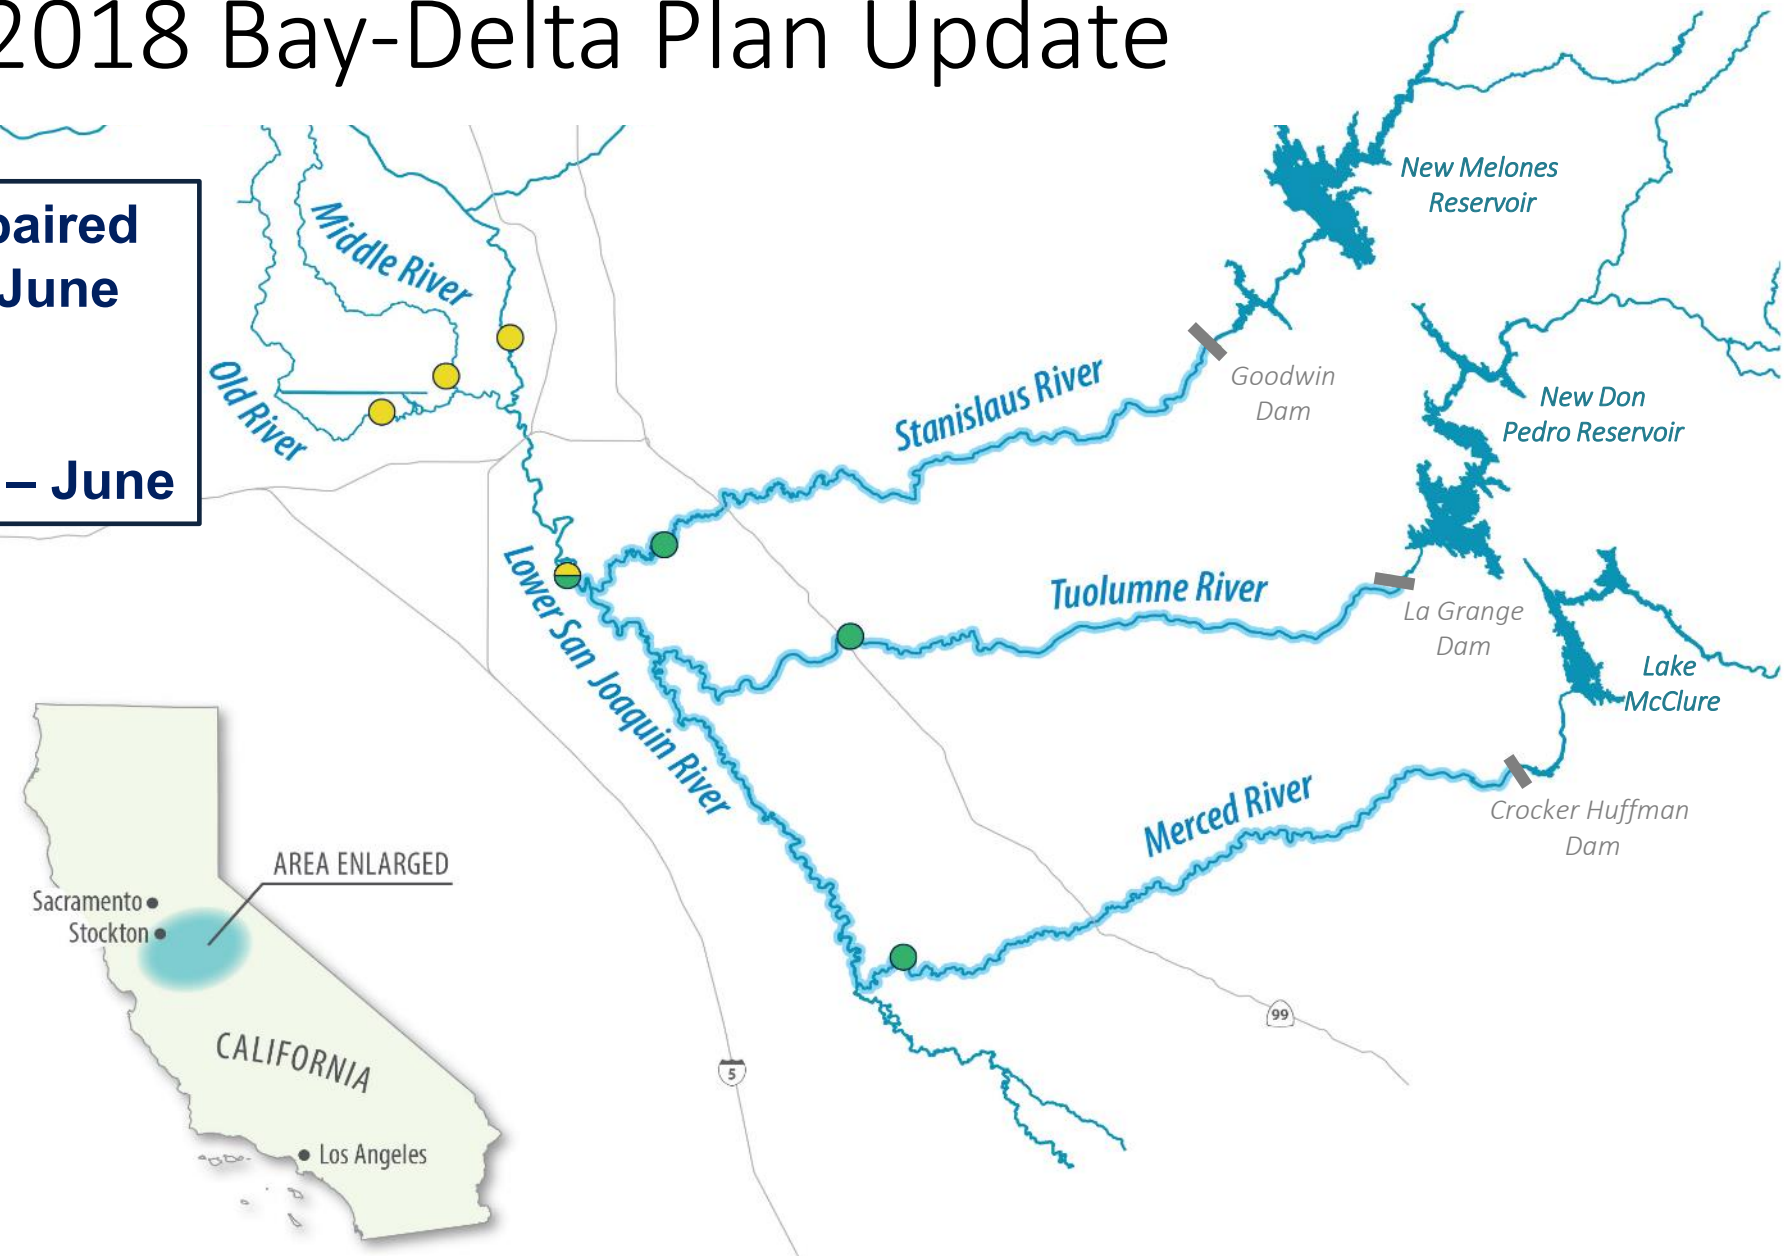 2018 Bay-Delta Plan Update
paired
June
– June
Middle River
Old River
Stanislaus River
Tuolumne River
Lower San Joaquin River
Merced River
New Melones
Reservoir
Goodwin
Dam
New Don
Pedro Reservoir
La Grange
Dam
Lake
McClure
Crocker Huffman
Dam
AREA ENLARGED
Sacramento
Stockton
CALIFORNIA
Los Angeles
5
99